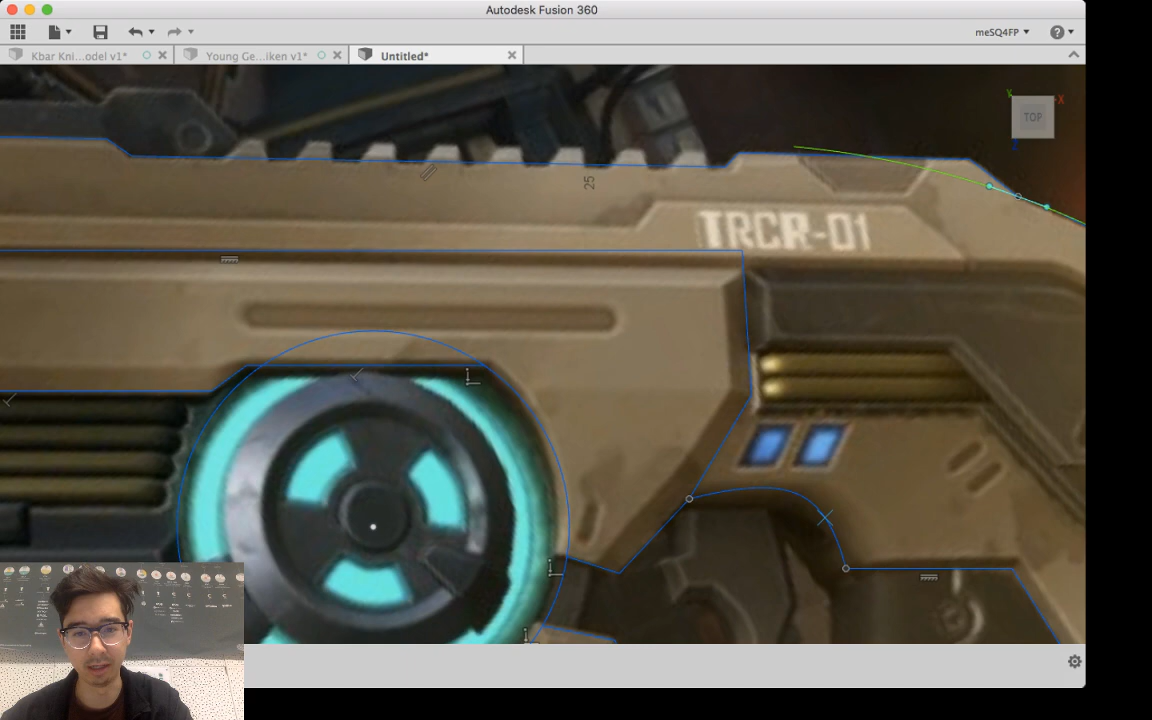 Autodesk Fusion 360
meSQ4FP
Kbar Kni...odel v1*
Young Ge...iken v1*
Untitled*
TOP
Y
X
Z
25
TRCR-01